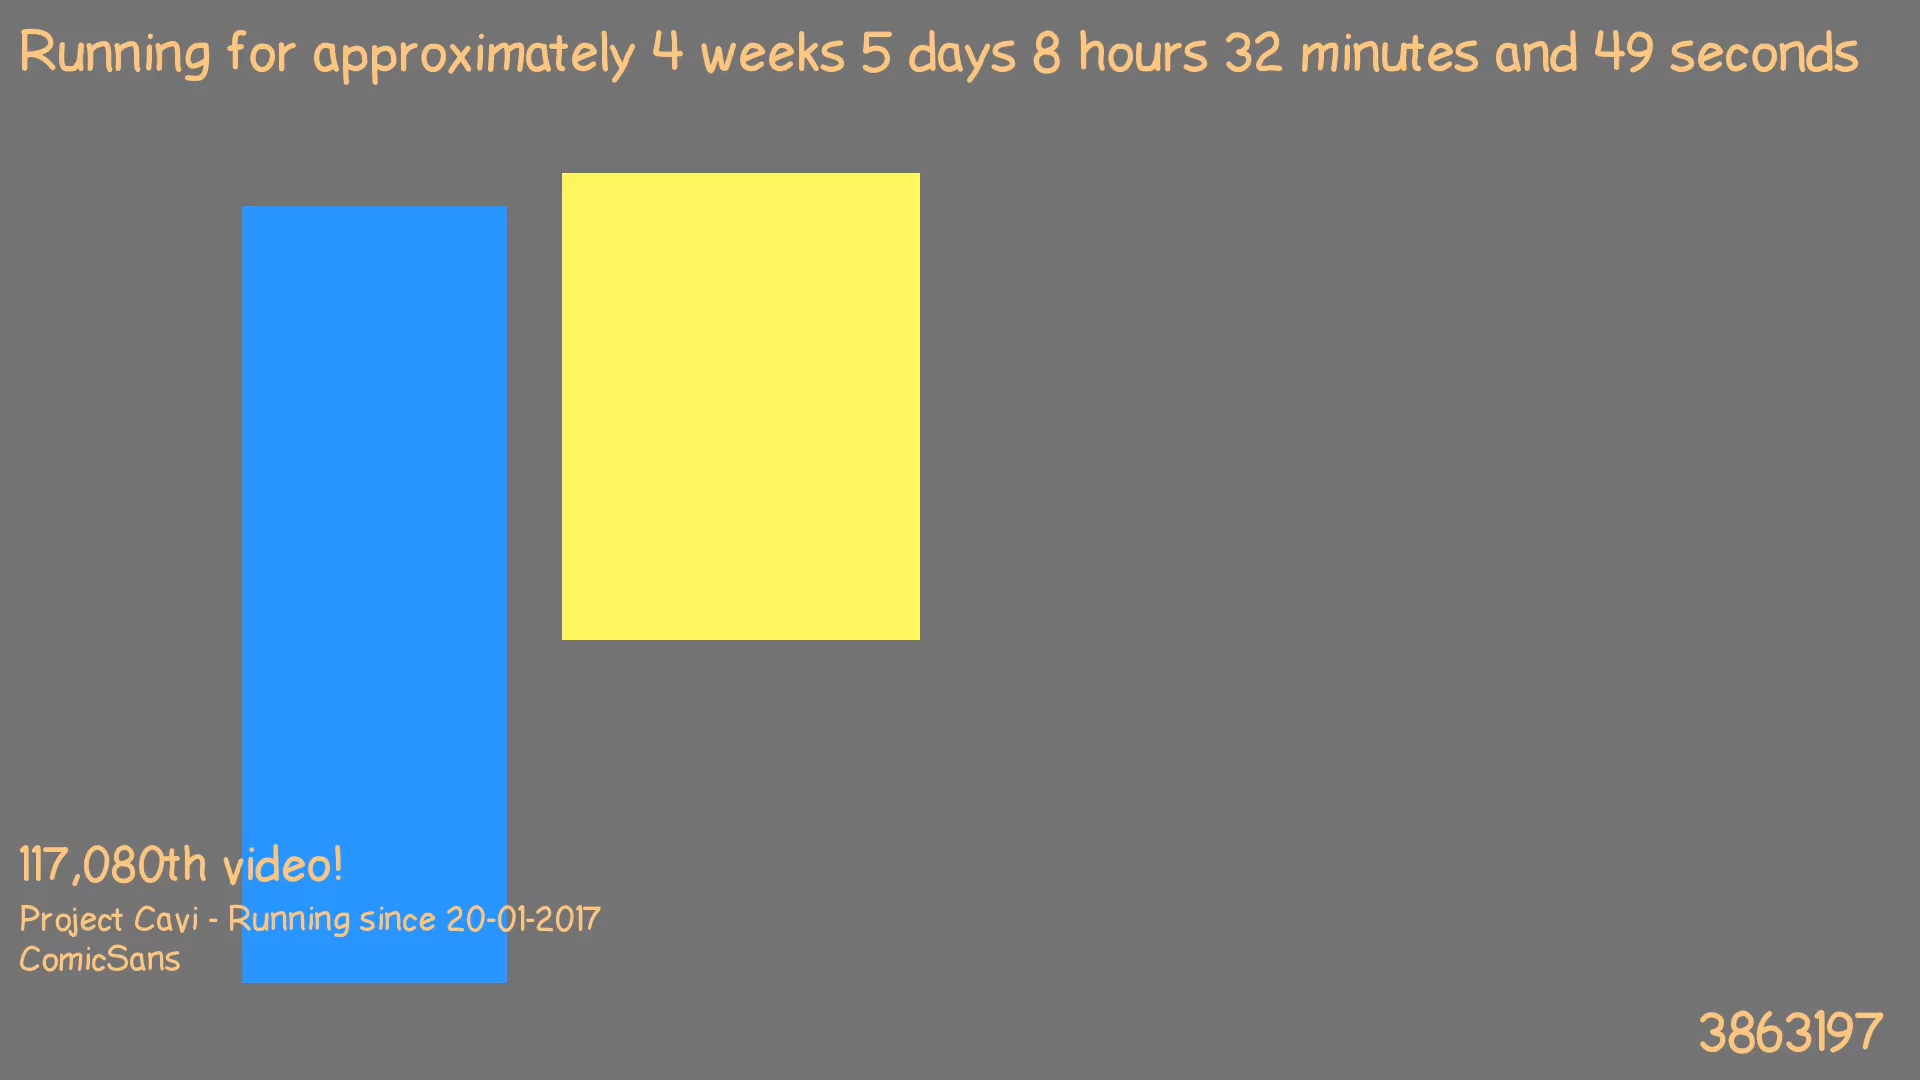 Running for approximately 4 weeks 5 days 8 hours 32 minutes and 49 seconds
117,080th video!
Project Cavi - Running since 20-01-2017
ComicSans
3863197